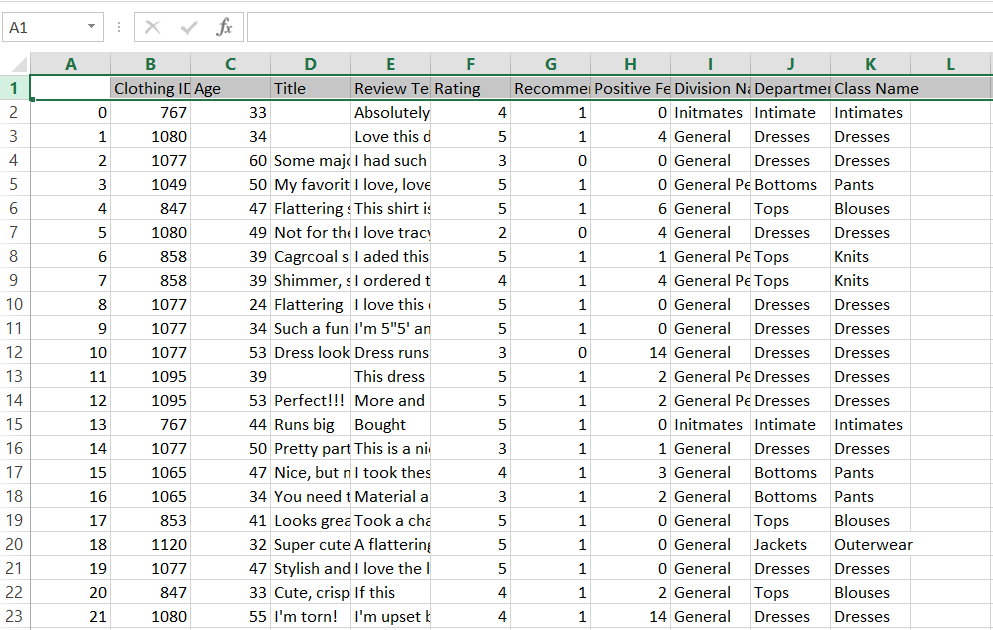 A1 fx
A B C D E F G H I J K L
1 Clothing ID Age Title Review Te Rating Recomme Positive Fe Division Na Departmen Class Name
2 0 767 33 Absolutely 4 1 0 Initmates Intimate Intimates
3 1 1080 34 Love this d 5 1 4 General Dresses Dresses
4 2 1077 60 Some majo I had such 3 0 0 General Dresses Dresses
5 3 1049 50 My favorit I love, love 5 1 0 General Pe Bottoms Pants
6 4 847 47 Flattering s This shirt is 5 1 6 General Tops Blouses
7 5 1080 49 Not for the I love tracy 2 0 4 General Dresses Dresses
8 6 858 39 Cagrcoal s I aded this 5 1 1 General Pe Tops Knits
9 7 858 39 Shimmer, s I ordered t 4 1 4 General Pe Tops Knits
10 8 1077 24 Flattering I love this 5 1 0 General Dresses Dresses
11 9 1077 34 Such a fun I'm 5"5' an 5 1 0 General Dresses Dresses
12 10 1077 53 Dress look Dress runs 3 0 14 General Dresses Dresses
13 11 1095 39 This dress 5 1 2 General Pe Dresses Dresses
14 12 1095 53 Perfect!!! More and 5 1 2 General Pe Dresses Dresses
15 13 767 44 Runs big Bought 5 1 0 Initmates Intimate Intimates
16 14 1077 50 Pretty part This is a ni 3 1 1 General Dresses Dresses
17 15 1065 47 Nice, but n I took thes 4 1 3 General Bottoms Pants
18 16 1065 34 You need t Material a 3 1 2 General Bottoms Pants
19 17 853 41 Looks grea Took a cha 5 1 0 General Tops Blouses
20 18 1120 32 Super cute A flattering 5 1 0 General Jackets Outerwear
21 19 1077 47 Stylish and I love the l 5 1 0 General Dresses Dresses
22 20 847 33 Cute, crisp If this 4 1 2 General Tops Blouses
23 21 1080 55 I'm torn! I'm upset b 4 1 14 General Dresses Dresses